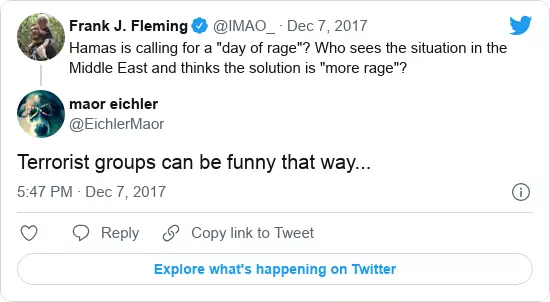 Frank J. Fleming @IMAO_ · Dec 7, 2017
Hamas is calling for a "day of rage"? Who sees the situation in the
Middle East and thinks the solution is "more rage"?
maor eichler
@EichlerMaor
Terrorist groups can be funny that way...
5:47 PM · Dec 7, 2017
Reply
Copy link to Tweet
Explore what's happening on Twitter